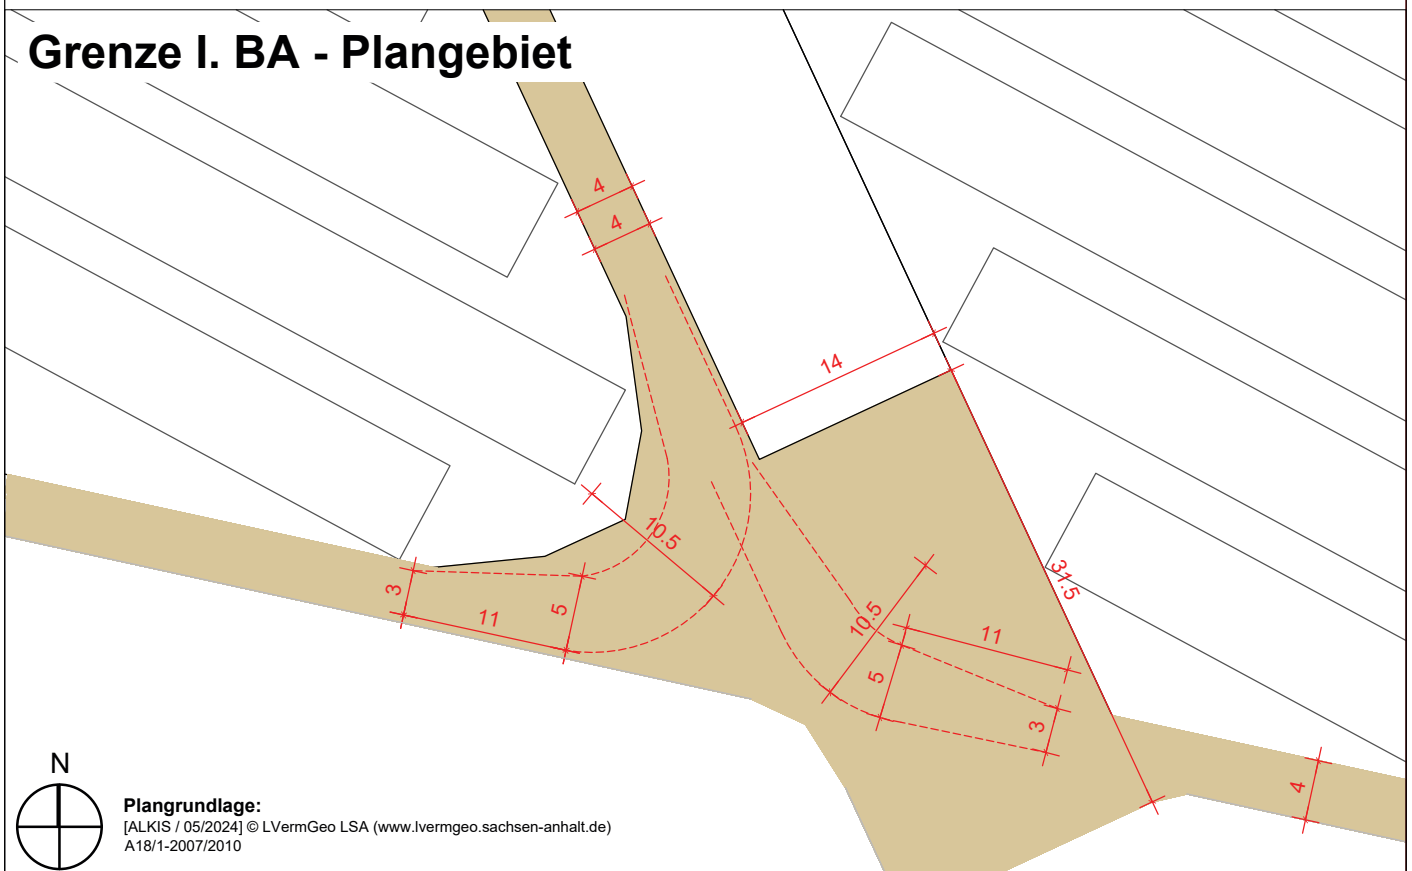 Grenze I. BA - Plangebiet
4
4
14
10.5
3
11
5
31.5
10.5
11
5
3
4
N
Plangrundlage:
[ALKIS / 05/2024] © LVermGeo LSA (www.lvermgeo.sachsen-anhalt.de)
A18/1-2007/2010